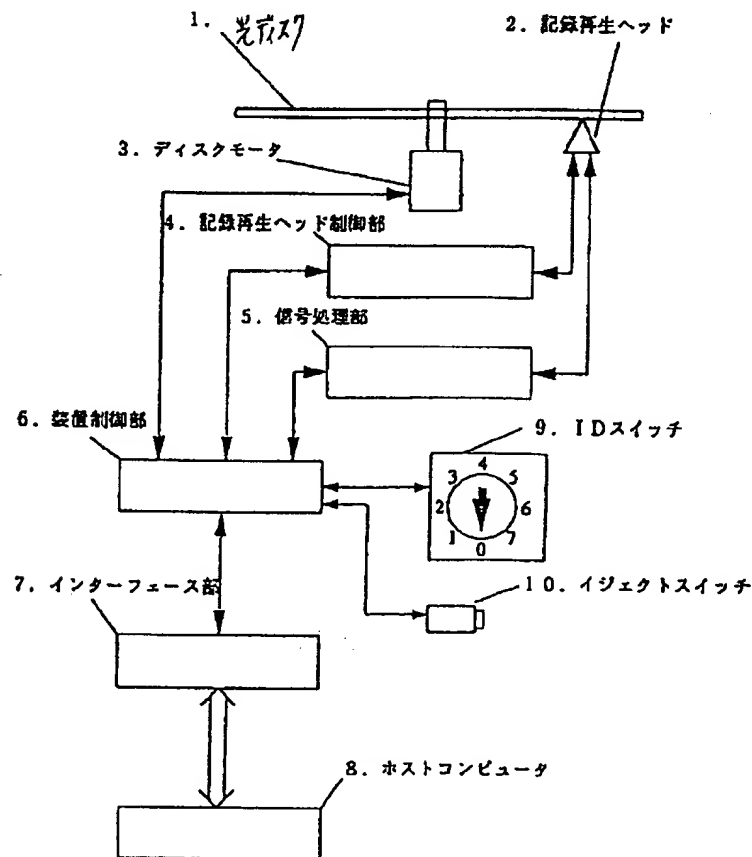 1. 光ディスク
2. 記録再生ヘッド
3. ディスクモータ
4. 記録再生ヘッド制御部
5. 信号処理部
6. 装置制御部
9. IDスイッチ
4
3 5
2 6
1 7
0
7. インターフェース部
10. イジェクトスイッチ
8. ホストコンピュータ